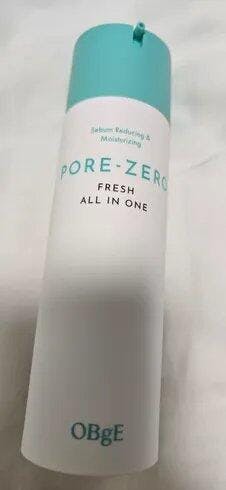 Sebum Reducing &
Moisturizing
PORE-ZERO
FRESH
ALL IN ONE
OBgE